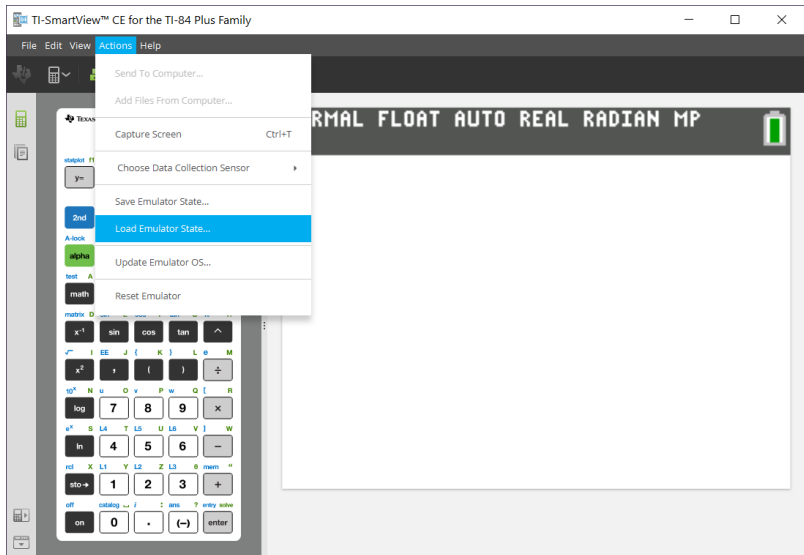 TI-SmartView™ CE for the TI-84 Plus Family
File Edit View Actions Help
Send To Computer...
Add Files From Computer...
Capture Screen Ctrl+T
Choose Data Collection Sensor
Save Emulator State...
Load Emulator State...
Update Emulator OS...
Reset Emulator
RMAL FLOAT AUTO REAL RADIAN MP
TEXAS
statplot f1
y=
2nd
A-lock
alpha
test A
math
matrix D
x⁻¹ sin cos tan ^
√ I EE J { K } L e M
x² , ( ) ÷
10ˣ N u O v P w Q [ R
log 7 8 9 ×
eˣ S L4 T L5 U L6 V ] W
ln 4 5 6 −
rcl X L1 Y L2 Z L3 θ mem "
sto→ 1 2 3 +
off catalog ⎵ i : ans ? entry solve
on 0 . (−) enter